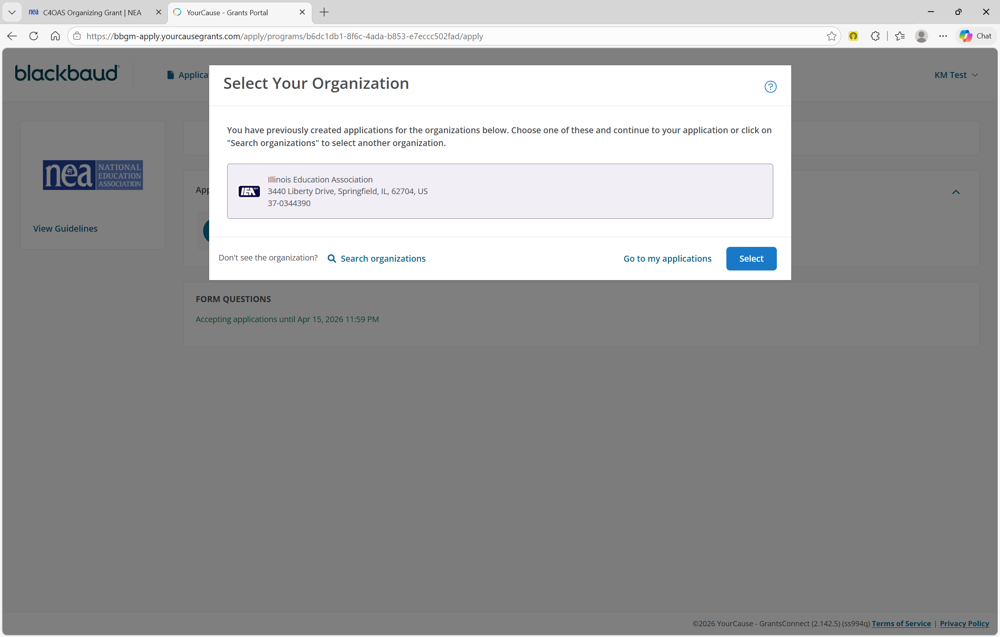 nea C4OAS Organizing Grant | NEA
YourCause - Grants Portal
https://bbgm-apply.yourcausegrants.com/apply/programs/b6dc1db1-8f6c-4ada-b853-e7eccc502fad/apply
Chat
blackbaud®
Applica
KM Test
Select Your Organization
?
You have previously created applications for the organizations below. Choose one of these and continue to your application or click on
"Search organizations" to select another organization.
nea NATIONAL
EDUCATION
ASSOCIATION
View Guidelines
App
IEA NEA
Illinois Education Association
3440 Liberty Drive, Springfield, IL, 62704, US
37-0344390
Don't see the organization?
Search organizations
Go to my applications
Select
FORM QUESTIONS
Accepting applications until Apr 15, 2026 11:59 PM
©2026 YourCause - GrantsConnect (2.142.5) (ss994q) Terms of Service | Privacy Policy